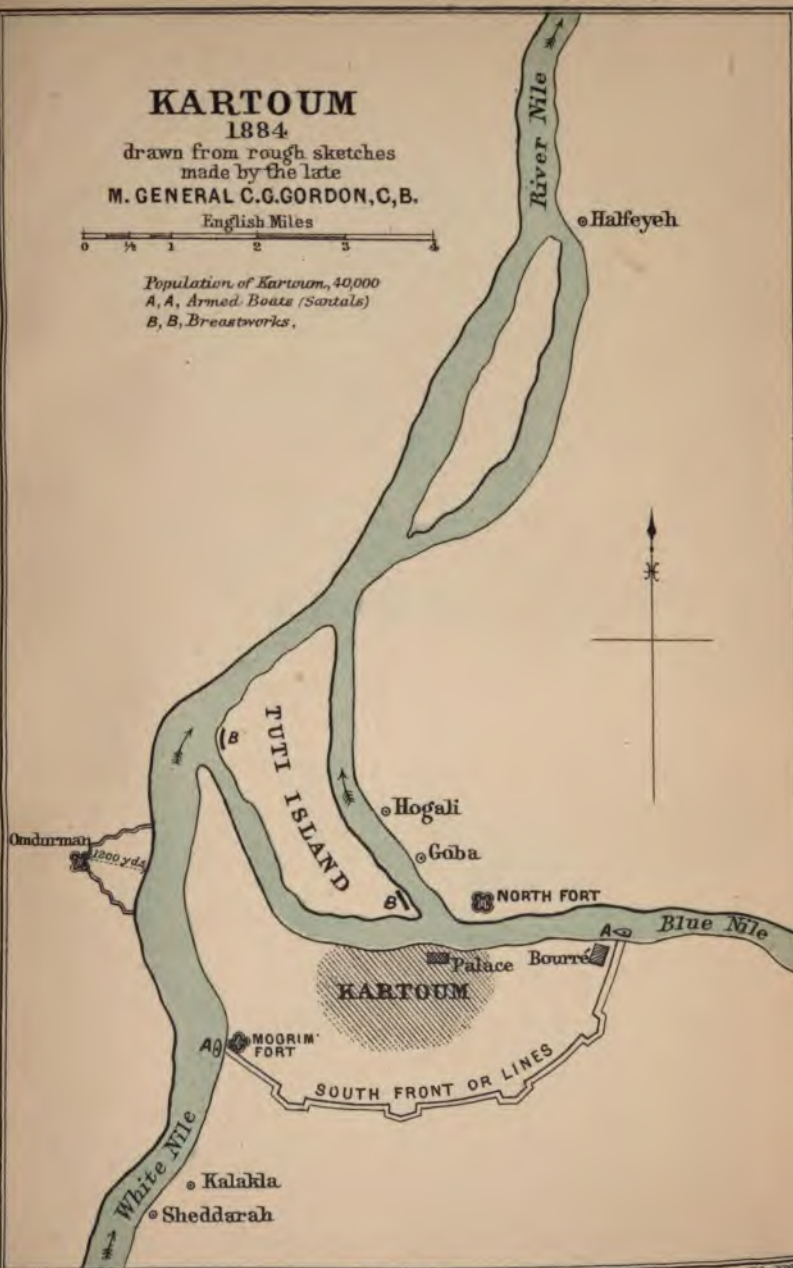 KARTOUM
1884
drawn from rough sketches
made by the late
M. GENERAL C.G. GORDON, C, B.
English Miles
0 ½ 1 2 3 4
Population of Kartoum, 40,000
A, A, Armed Boats (Santals)
B, B, Breastworks.
River Nile
Halfeyeh
TUTI ISLAND
B
Hogali
Omdurman
1200 yds
Goba
B
NORTH FORT
A
Blue Nile
Palace
Bourré
KARTOUM
A
MOGRIM'
FORT
SOUTH FRONT OR LINES
White Nile
Kalakla
Sheddarah